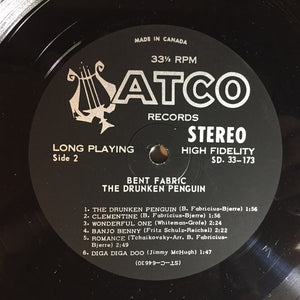 MADE IN CANADA
33⅓ RPM
ATCO
RECORDS
LONG PLAYING STEREO
Side 2 HIGH FIDELITY
SD. 33-173
BENT FABRIC
THE DRUNKEN PENGUIN
1. THE DRUNKEN PENGUIN (B. Fabricius-Bjerre) 1:56
2. CLEMENTINE (B. Fabricius-Bjerre) 1:56
3. WONDERFUL ONE (Whiteman-Grofe) 2:30
4. BANJO BENNY (Fritz Schulz-Reichel) 2:22
5. ROMANCE (Tchaikovsky-Arr. B. Fabricius-
Bjerre) 2:49
6. DIGA DIGA DOO (Jimmy McHugh) 1:47